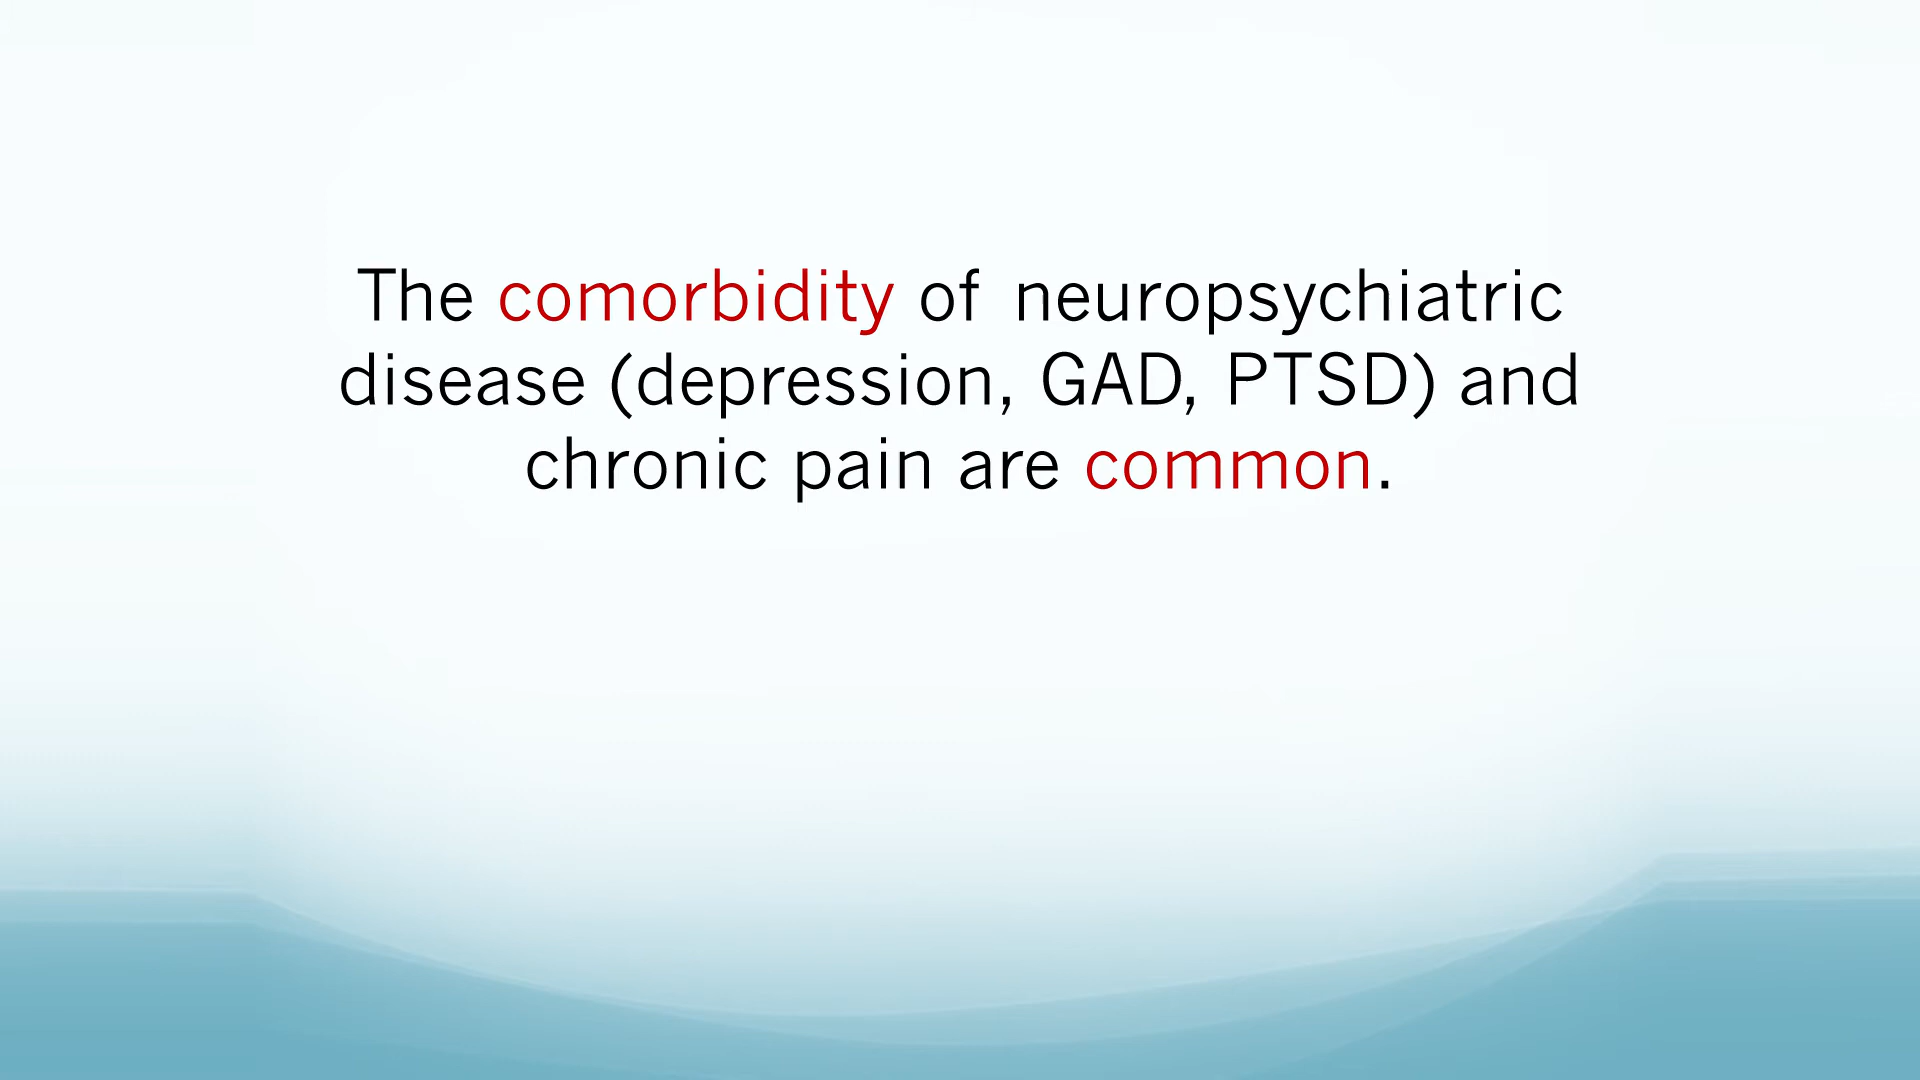 The comorbidity of neuropsychiatric
disease (depression, GAD, PTSD) and
chronic pain are common.